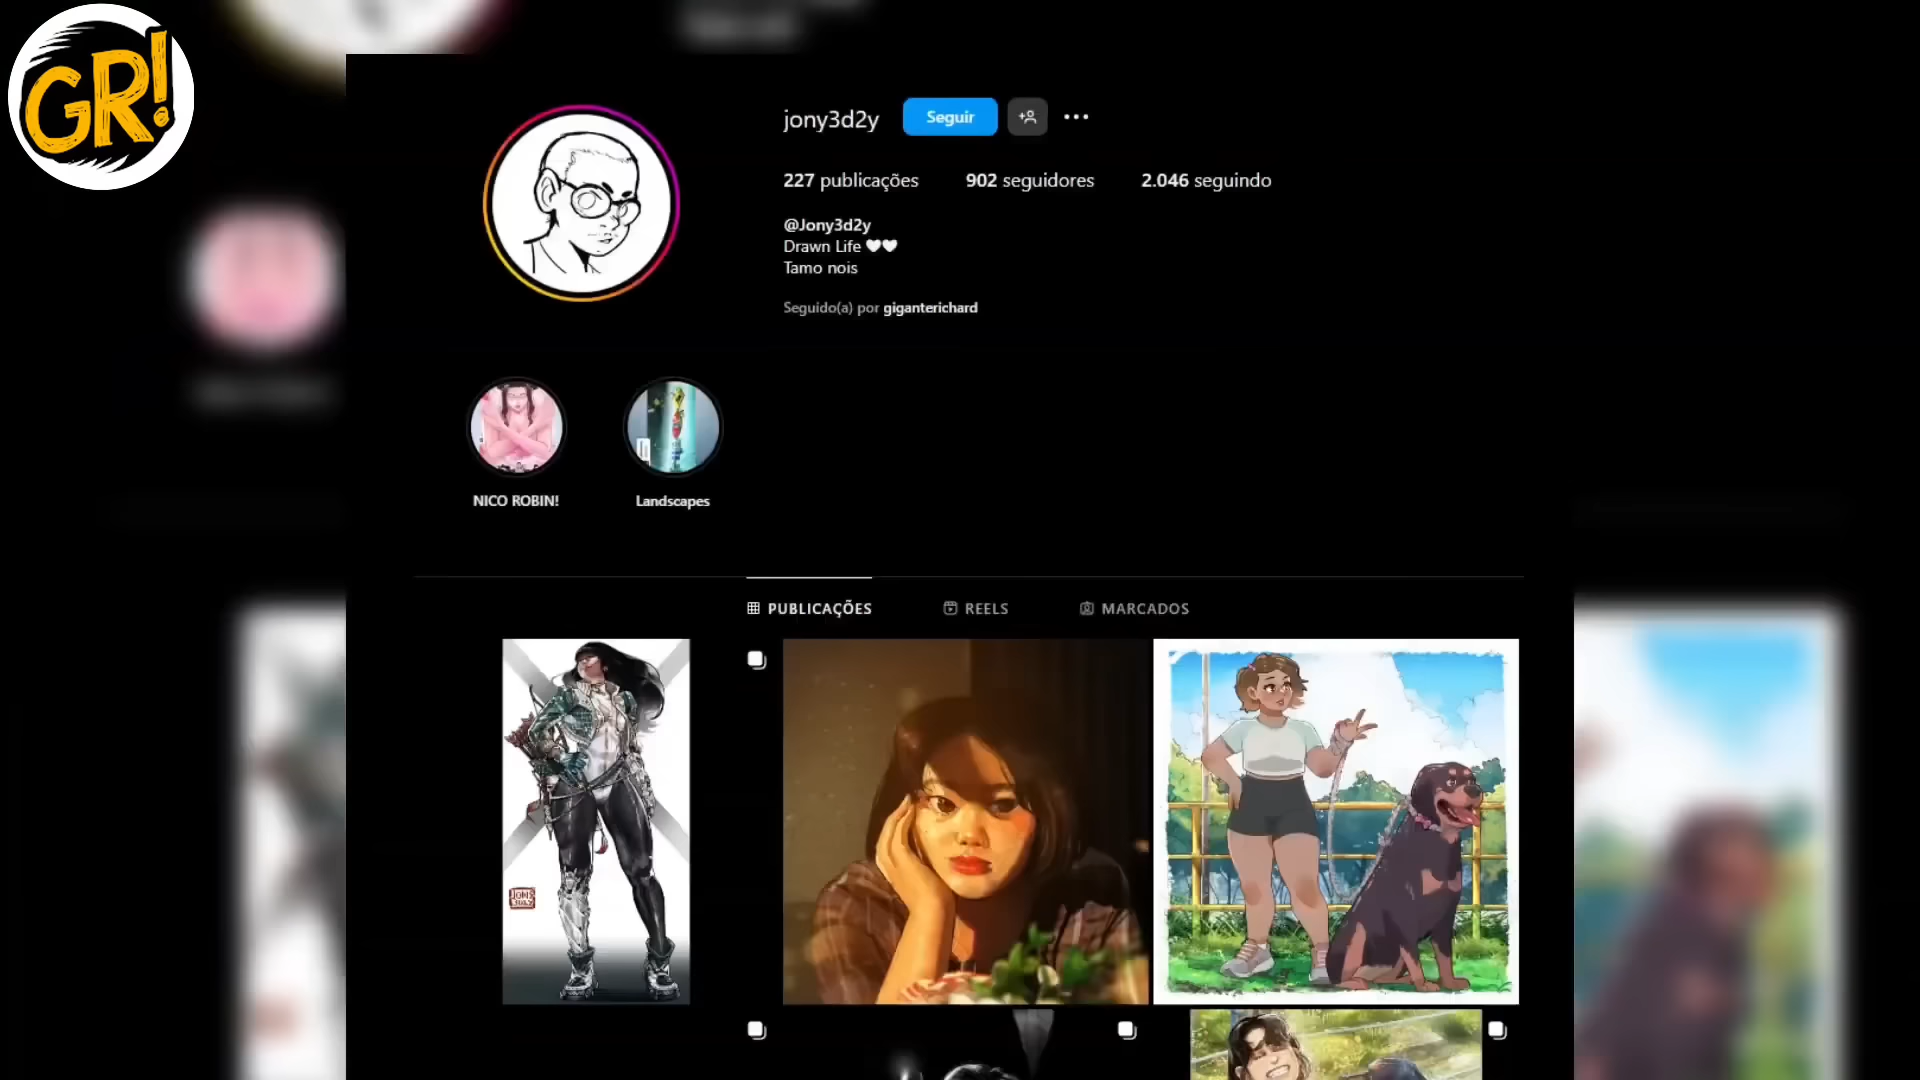 GR!
jony3d2y
Seguir
227 publicações 902 seguidores 2.046 seguindo
@Jony3d2y
Drawn Life 🤍🤍
Tamo nois
Seguido(a) por giganterichard
NICO ROBIN! Landscapes
PUBLICAÇÕES REELS MARCADOS